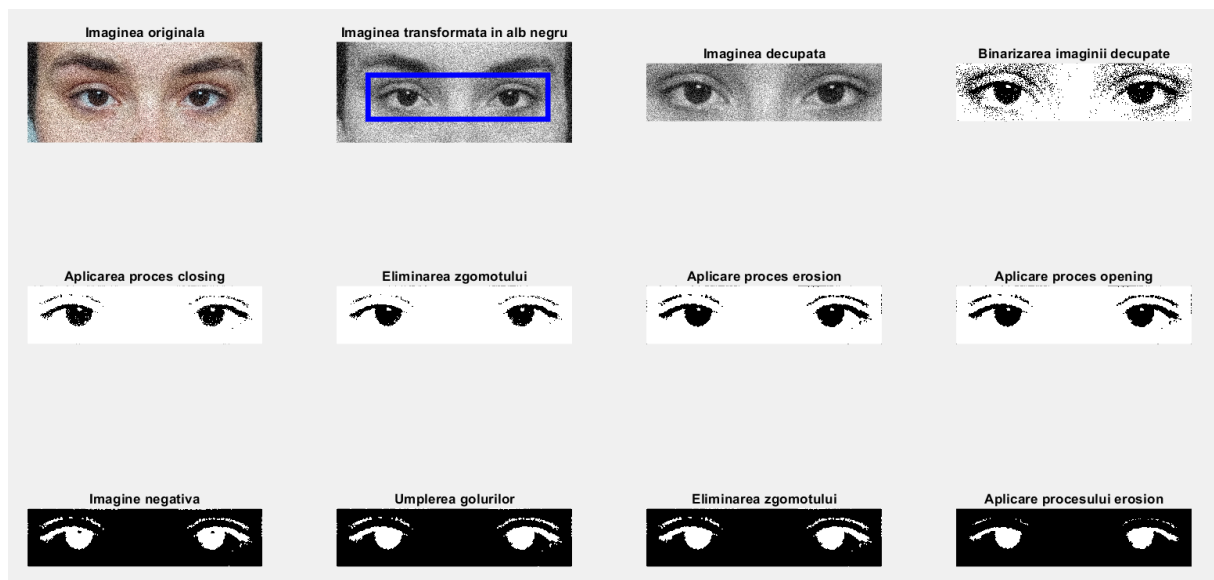 Imaginea originala
Imaginea transformata in alb negru
Imaginea decupata
Binarizarea imaginii decupate
Aplicarea proces closing
Eliminarea zgomotului
Aplicare proces erosion
Aplicare proces opening
Imagine negativa
Umplerea golurilor
Eliminarea zgomotului
Aplicare procesului erosion